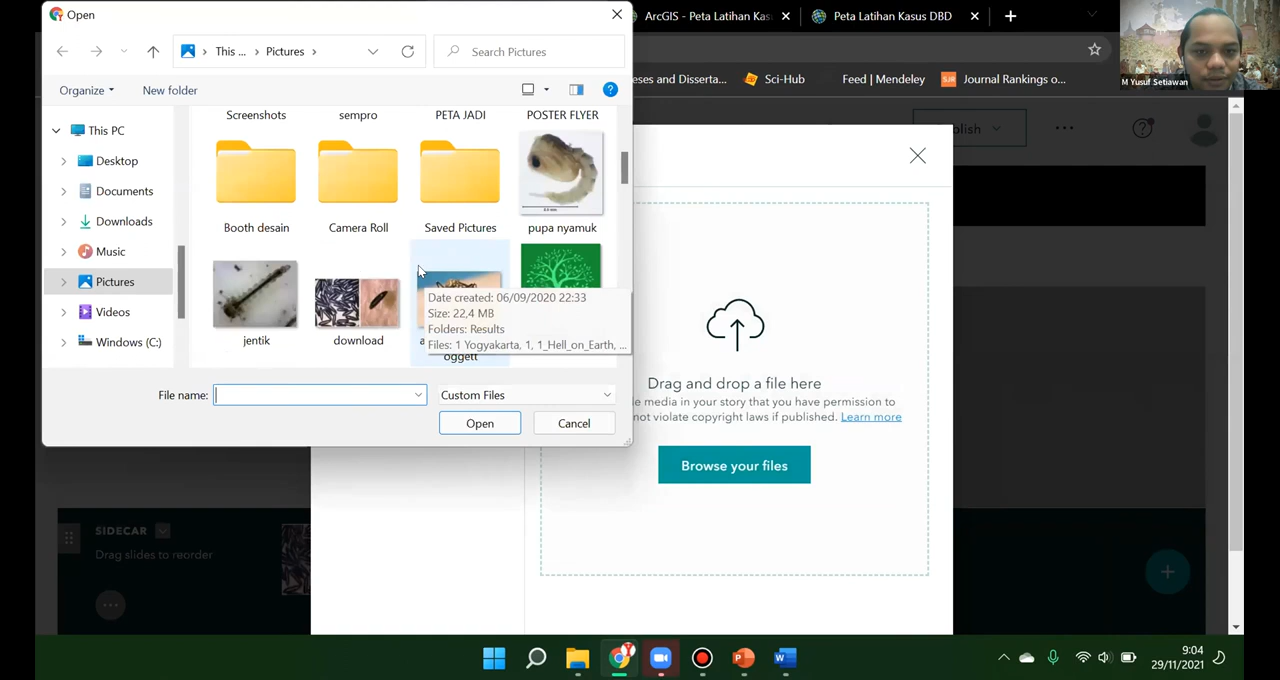 Open
ArcGIS - Peta Latihan Kas
Peta Latihan Kasus DBD
This ...
Pictures
Search Pictures
eses and Disserta...
Sci-Hub
Feed | Mendeley
Journal Rankings o...
M Yusuf Setiawan
Organize
New folder
This PC
Desktop
Documents
Downloads
Music
Pictures
Videos
Windows (C:)
Screenshots
sempro
PETA JADI
POSTER FLYER
Booth desain
Camera Roll
Saved Pictures
pupa nyamuk
jentik
download
oggett
Date created: 06/09/2020 22:33
Size: 22,4 MB
Folders: Results
Files: 1 Yogyakarta, 1, 1_Hell_on_Earth, ...
File name:
Custom Files
Open
Cancel
blish
Drag and drop a file here
e media in your story that you have permission to
not violate copyright laws if published. Learn more
Browse your files
SIDECAR
Drag slides to reorder
9:04
29/11/2021